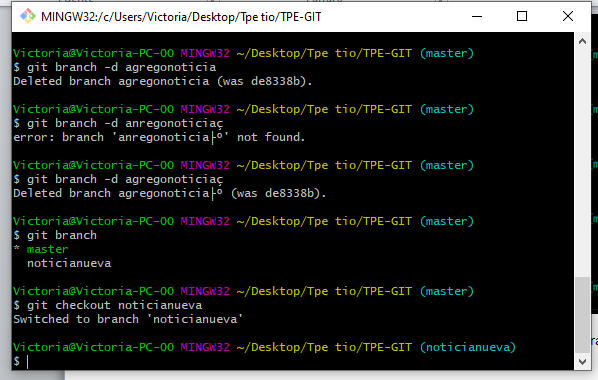 MINGW32:/c/Users/Victoria/Desktop/Tpe tio/TPE-GIT
Victoria@Victoria-PC-00 MINGW32 ~/Desktop/Tpe tio/TPE-GIT (master)
$ git branch -d agregonoticia
Deleted branch agregonoticia (was de8338b).
Victoria@Victoria-PC-00 MINGW32 ~/Desktop/Tpe tio/TPE-GIT (master)
$ git branch -d anregonoticiaç
error: branch 'anregonoticia├º' not found.
Victoria@Victoria-PC-00 MINGW32 ~/Desktop/Tpe tio/TPE-GIT (master)
$ git branch -d agregonoticiaç
Deleted branch agregonoticia├º (was de8338b).
Victoria@Victoria-PC-00 MINGW32 ~/Desktop/Tpe tio/TPE-GIT (master)
$ git branch
* master
noticianueva
Victoria@Victoria-PC-00 MINGW32 ~/Desktop/Tpe tio/TPE-GIT (master)
$ git checkout noticianueva
Switched to branch 'noticianueva'
Victoria@Victoria-PC-00 MINGW32 ~/Desktop/Tpe tio/TPE-GIT (noticianueva)
$